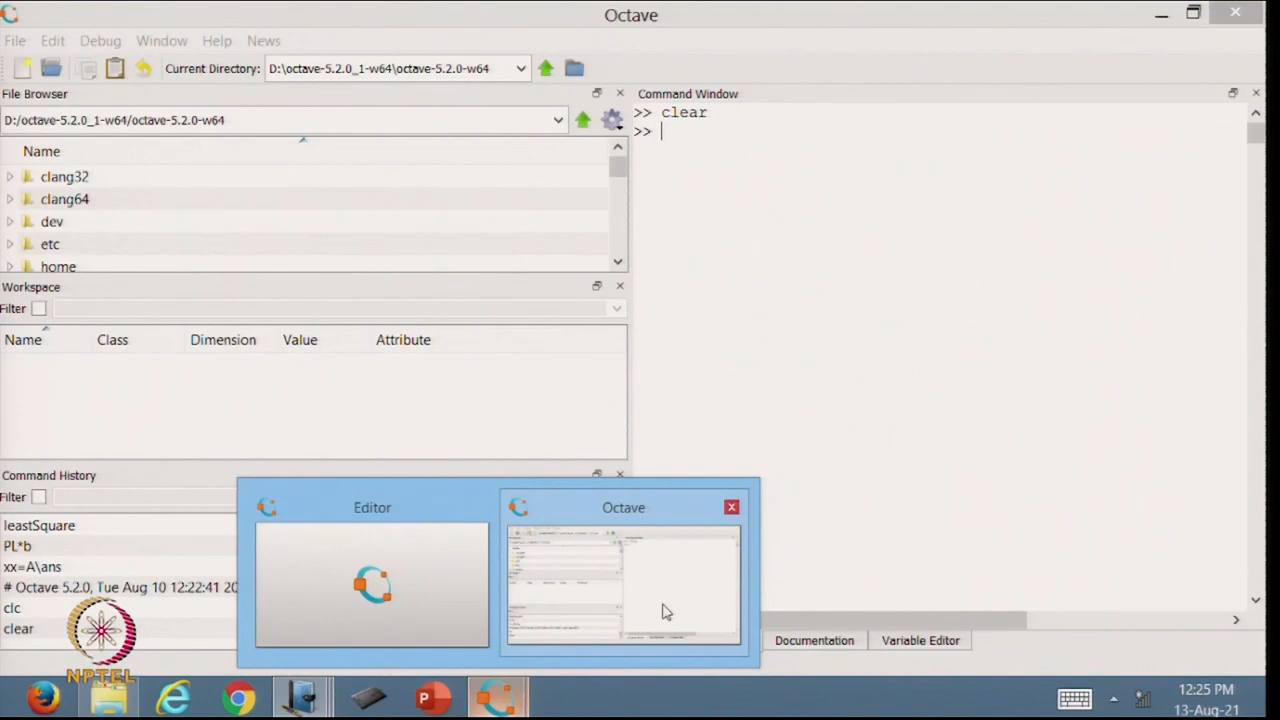 Octave
File Edit Debug Window Help News
Current Directory: D:\octave-5.2.0_1-w64\octave-5.2.0-w64
File Browser
Command Window
D:/octave-5.2.0_1-w64/octave-5.2.0-w64
>> clear
>>
Name
clang32
clang64
dev
etc
home
Workspace
Filter
Name Class Dimension Value Attribute
Command History
Filter
Editor
Octave
leastSquare
PL*b
xx=A\ans
# Octave 5.2.0, Tue Aug 10 12:22:41 20
clc
clear
Documentation Variable Editor
NPTEL
12:25 PM
13-Aug-21